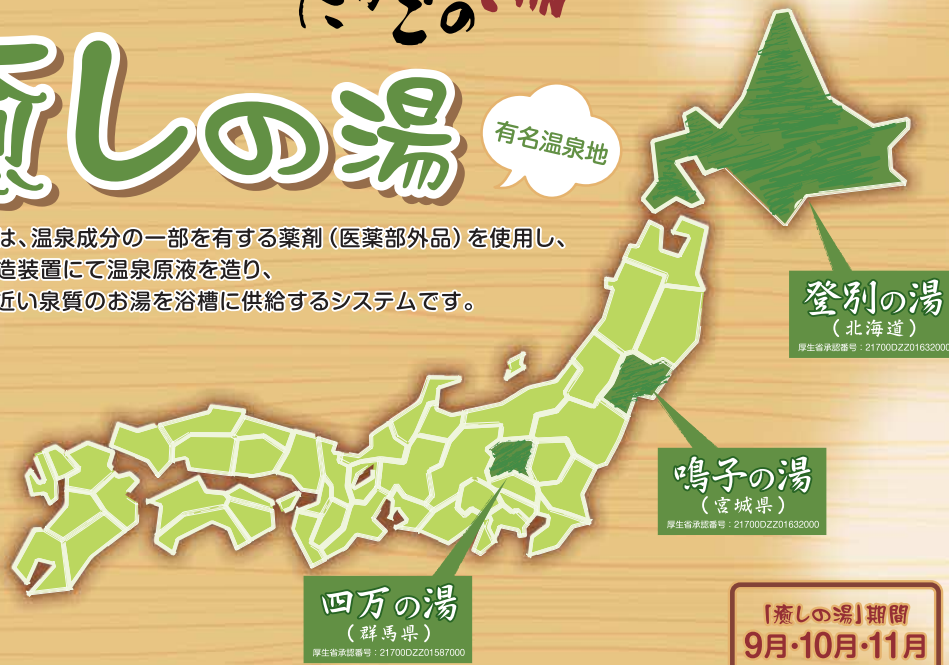 癒しの湯
有名温泉地
は、温泉成分の一部を有する薬剤（医薬部外品）を使用し、
造装置にて温泉原液を造り、
近い泉質のお湯を浴槽に供給するシステムです。
登別の湯
（北海道）
厚生省承認番号：21700DZZ01632000
鳴子の湯
（宮城県）
厚生省承認番号：21700DZZ01632000
四万の湯
（群馬県）
厚生省承認番号：21700DZZ01587000
「癒しの湯」期間
9月・10月・11月